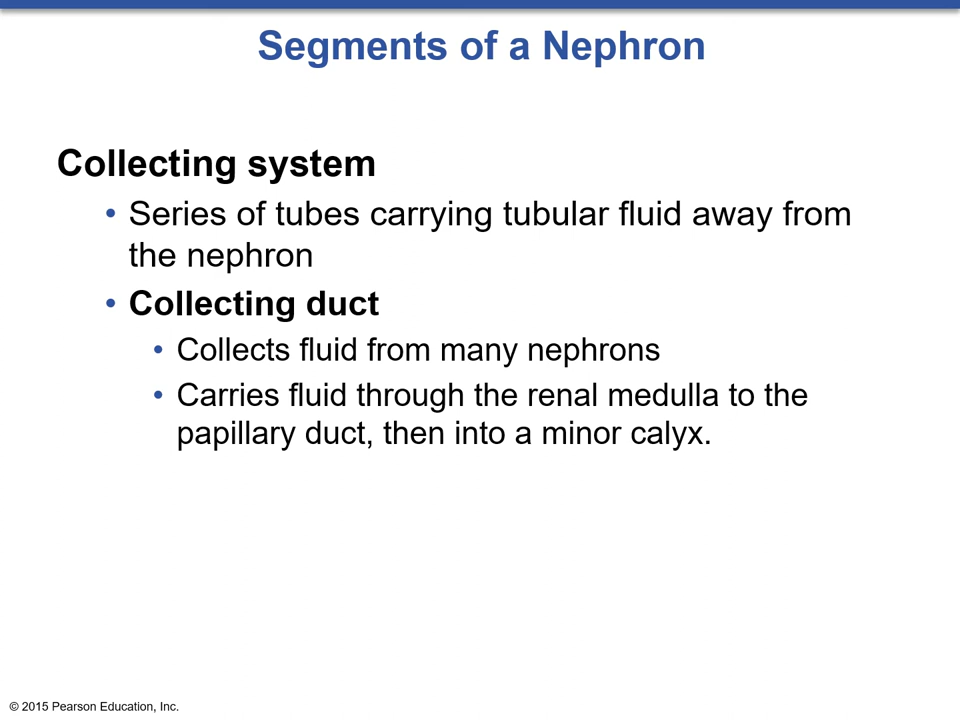 Segments of a Nephron
Collecting system
• Series of tubes carrying tubular fluid away from
the nephron
• Collecting duct
• Collects fluid from many nephrons
• Carries fluid through the renal medulla to the
papillary duct, then into a minor calyx.
© 2015 Pearson Education, Inc.